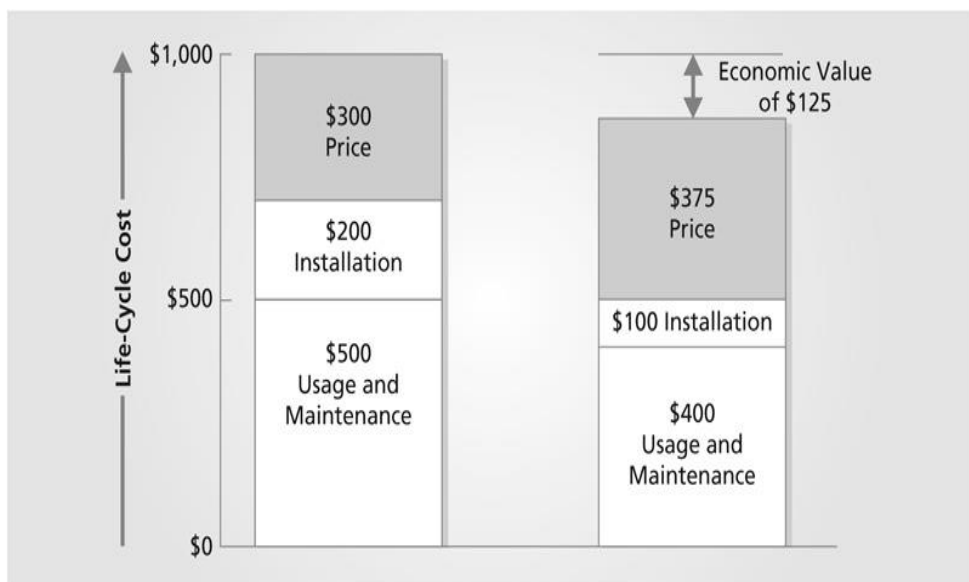 Life-Cycle Cost
$1,000
$500
$0
$300
Price
$200
Installation
$500
Usage and
Maintenance
Economic Value
of $125
$375
Price
$100 Installation
$400
Usage and
Maintenance